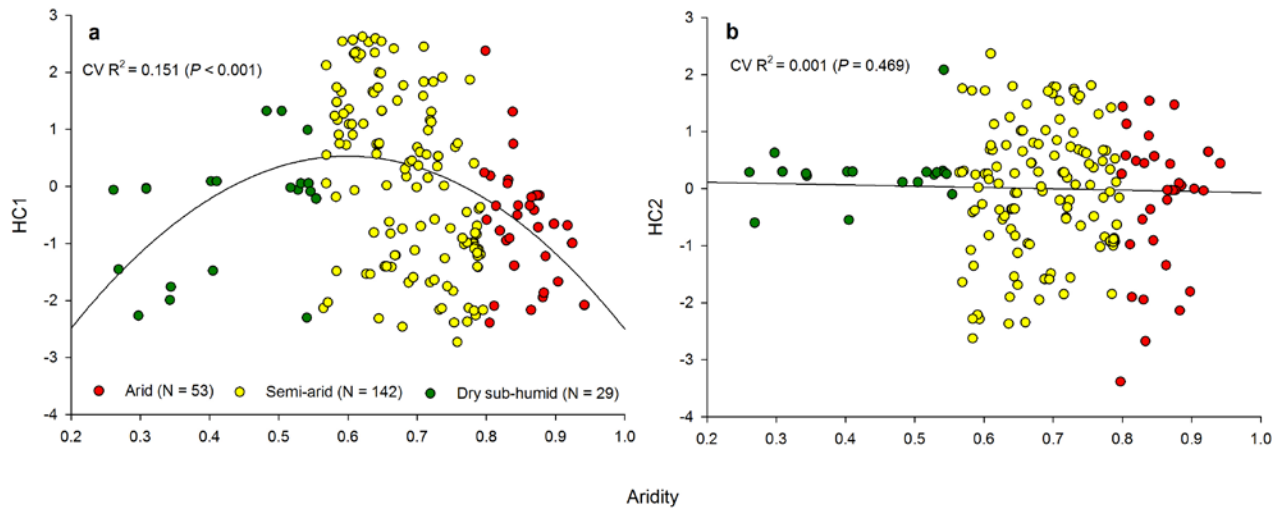 a
CV R² = 0.151 (P < 0.001)
HC1
3
2
1
0
-1
-2
-3
-4
Arid (N = 53) Semi-arid (N = 142) Dry sub-humid (N = 29)
0.2 0.3 0.4 0.5 0.6 0.7 0.8 0.9 1.0
b
CV R² = 0.001 (P = 0.469)
HC2
3
2
1
0
-1
-2
-3
-4
0.2 0.3 0.4 0.5 0.6 0.7 0.8 0.9 1.0
Aridity